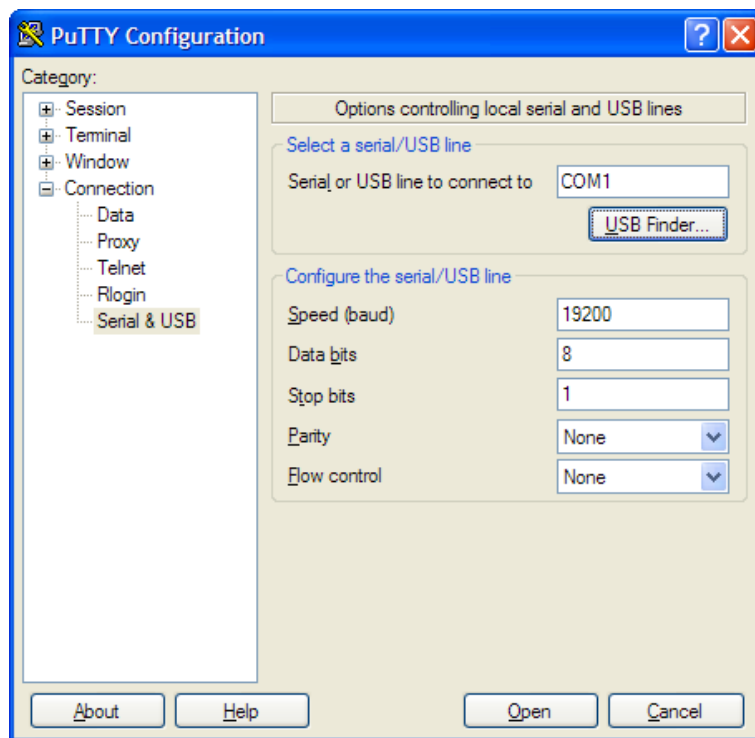 PuTTY Configuration
Category:
Session
Terminal
Window
Connection
Data
Proxy
Telnet
Rlogin
Serial & USB
Options controlling local serial and USB lines
Select a serial/USB line
Serial or USB line to connect to COM1
USB Finder...
Configure the serial/USB line
Speed (baud) 19200
Data bits 8
Stop bits 1
Parity None
Flow control None
About Help Open Cancel